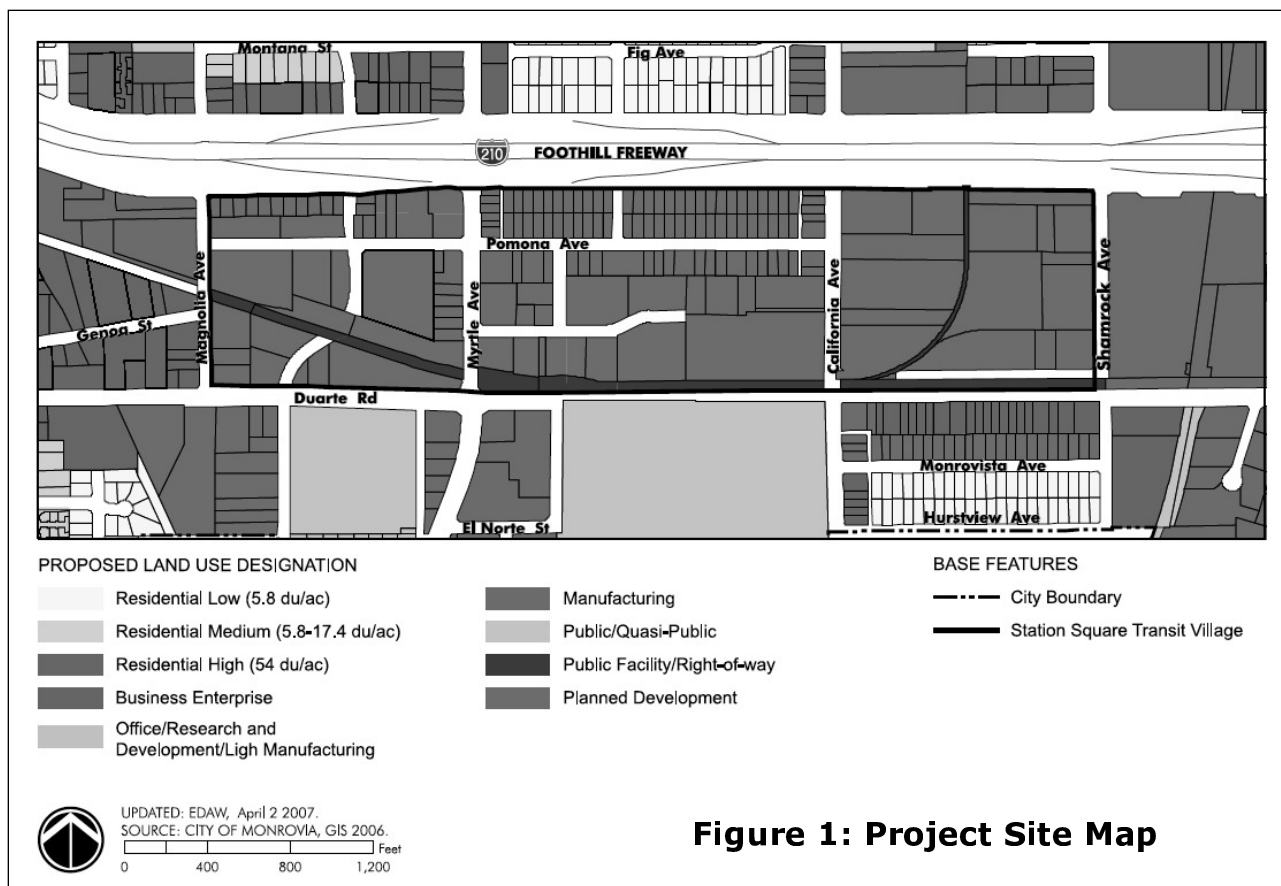 Montana St
Fig Ave
210
FOOTHILL FREEWAY
Pomona Ave
Magnolia Ave
Myrtle Ave
California Ave
Shamrock Ave
Genoa St
Duarte Rd
Monrovista Ave
Hurstview Ave
El Norte St
PROPOSED LAND USE DESIGNATION
Residential Low (5.8 du/ac)
Residential Medium (5.8-17.4 du/ac)
Residential High (54 du/ac)
Business Enterprise
Office/Research and
Development/Ligh Manufacturing
Manufacturing
Public/Quasi-Public
Public Facility/Right-of-way
Planned Development
BASE FEATURES
City Boundary
Station Square Transit Village
UPDATED: EDAW, April 2 2007.
SOURCE: CITY OF MONROVIA, GIS 2006.
Feet
0 400 800 1,200
Figure 1: Project Site Map